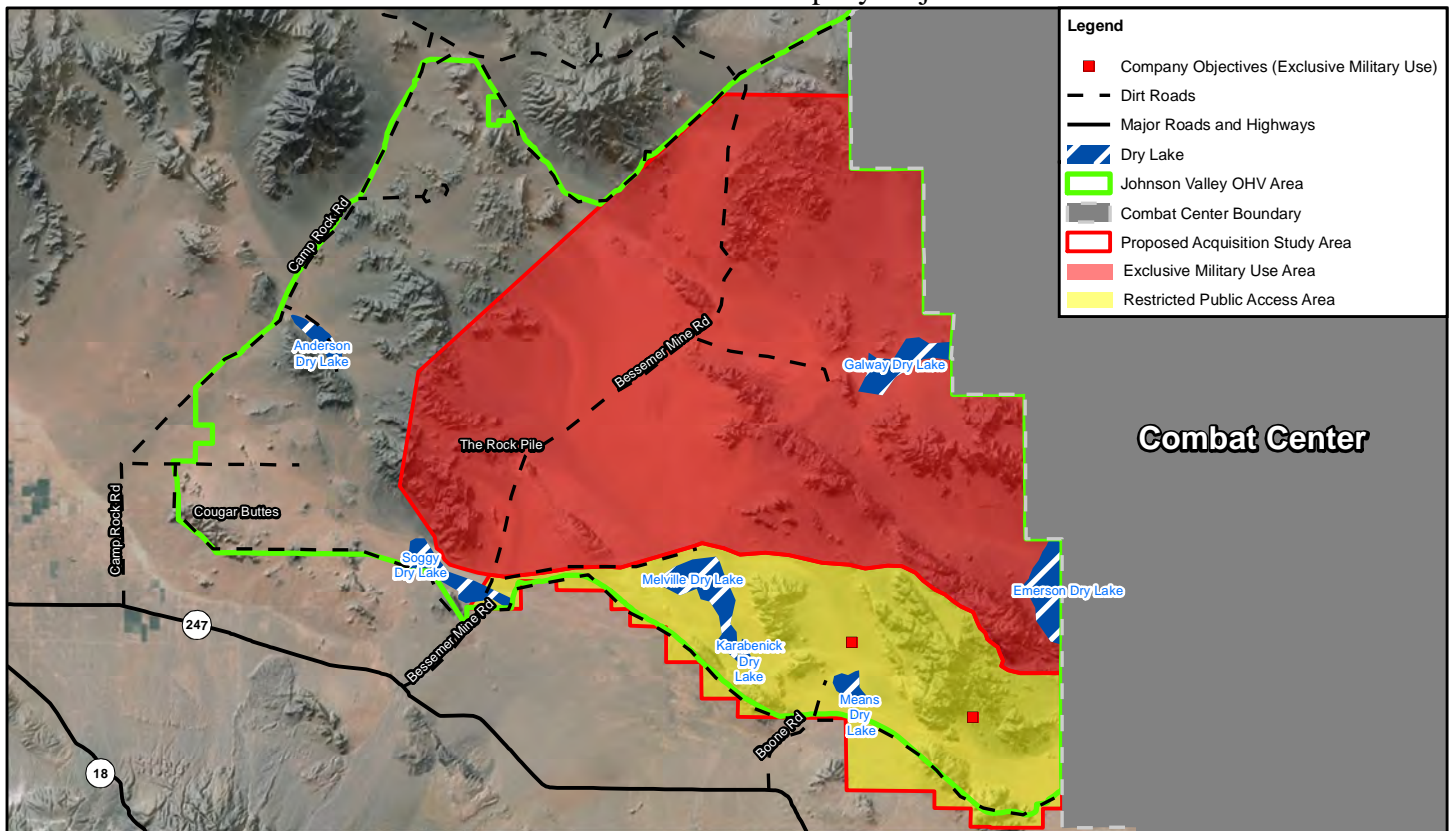 Legend
Company Objectives (Exclusive Military Use)
Dirt Roads
Major Roads and Highways
Dry Lake
Johnson Valley OHV Area
Combat Center Boundary
Proposed Acquisition Study Area
Exclusive Military Use Area
Restricted Public Access Area
Camp Rock Rd
Anderson
Dry Lake
Bessemer Mine Rd
Galway Dry Lake
The Rock Pile
Combat Center
Camp Rock Rd
Cougar Buttes
Soggy
Dry Lake
Melville Dry Lake
Emerson Dry Lake
247
Bessemer Mine Rd
Karabenick
Dry
Lake
Means
Dry
Lake
Boone Rd
18